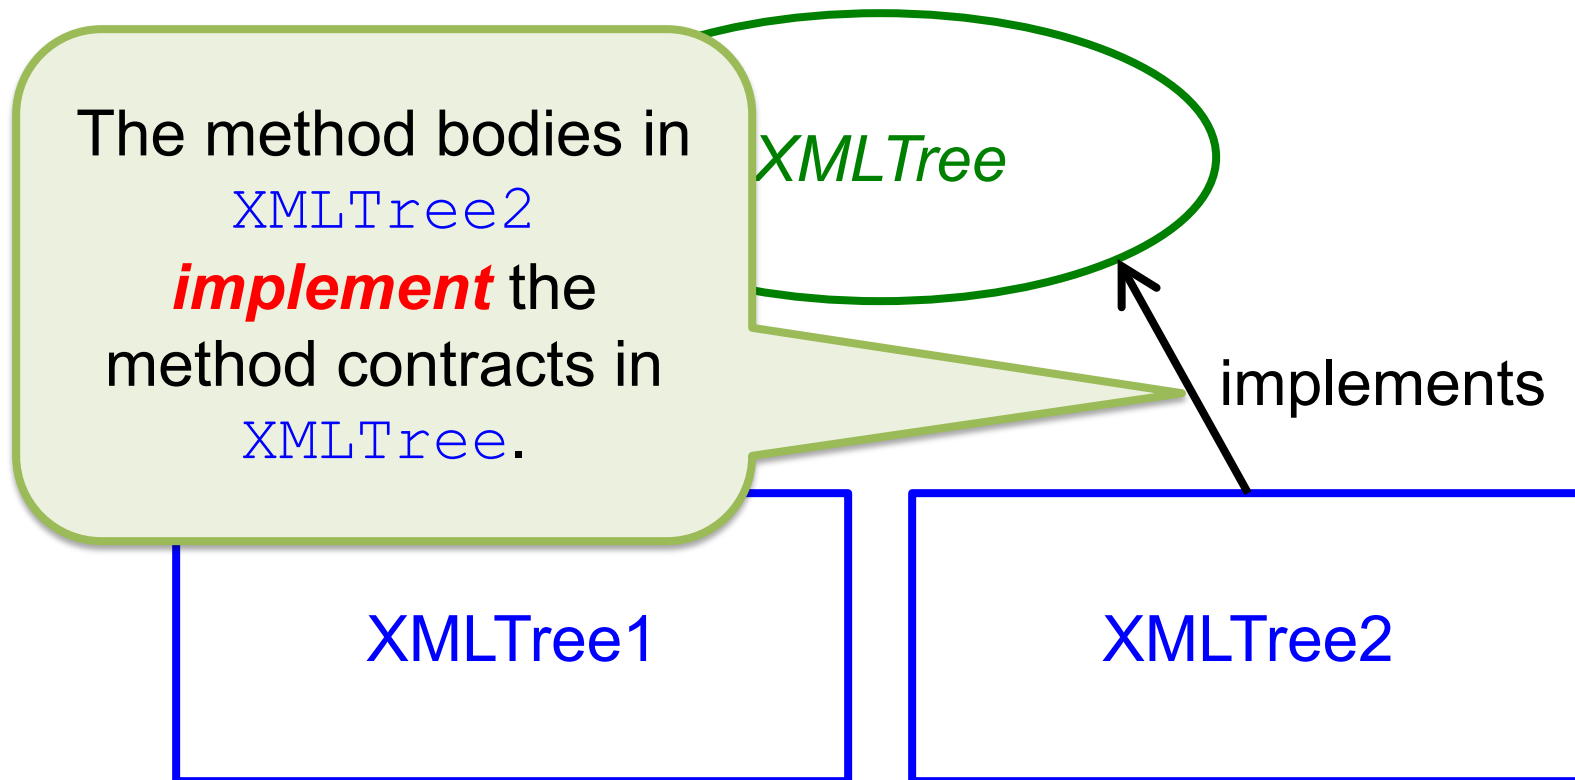 The method bodies in
XMLTree2
implement the
method contracts in
XMLTree.
XMLTree
implements
XMLTree1
XMLTree2